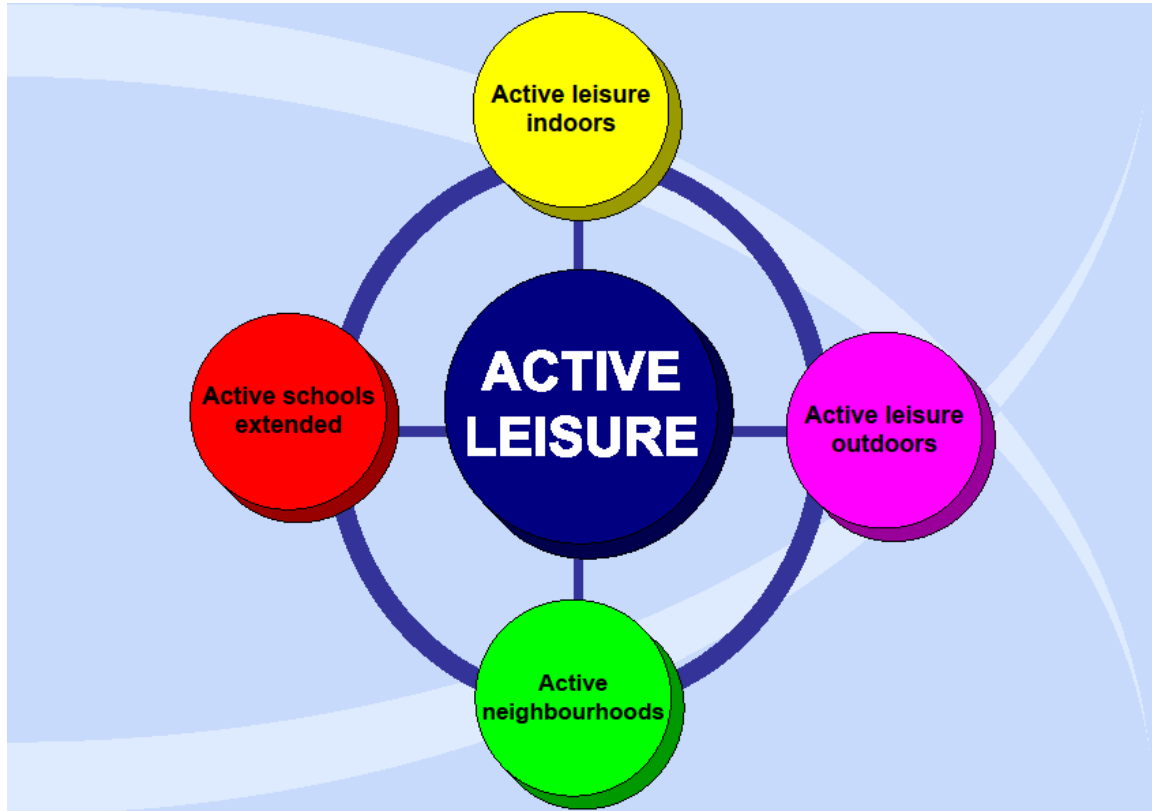 Active leisure
indoors
Active schools
extended
ACTIVE
LEISURE
Active leisure
outdoors
Active
neighbourhoods